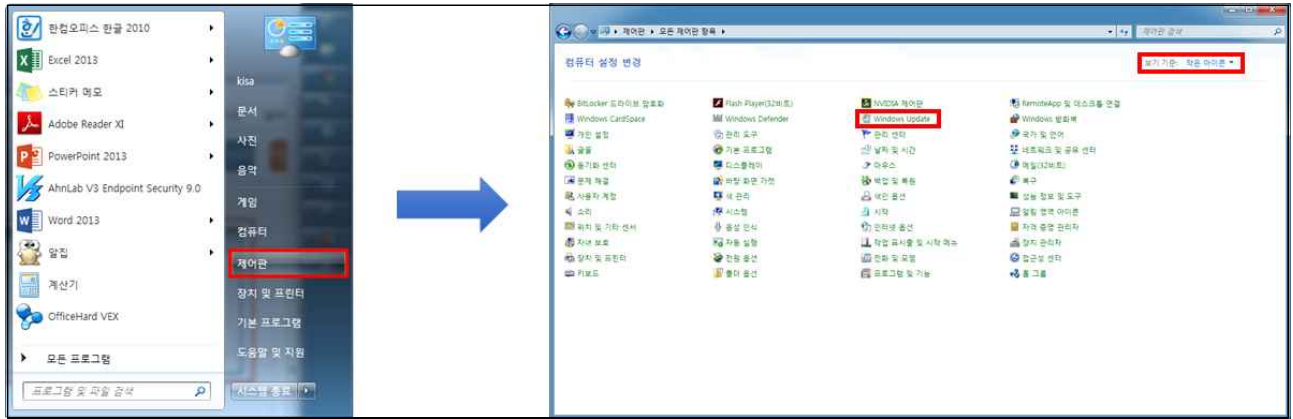 한컴오피스 한글 2010
Excel 2013
스티커 메모
Adobe Reader XI
PowerPoint 2013
AhnLab V3 Endpoint Security 9.0
Word 2013
알집
계산기
OfficeHard VEX
모든 프로그램
프로그램 및 파일 검색
kisa
문서
사진
음악
게임
컴퓨터
제어판
장치 및 프린터
기본 프로그램
도움말 및 지원
시스템 종료
제어판 모든 제어판 항목
제어판 검색
컴퓨터 설정 변경
보기 기준: 작은 아이콘
BitLocker 드라이브 암호화 Flash Player(32비트) NVIDIA 제어판 RemoteApp 및 데스크톱 연결
Windows CardSpace Windows Defender Windows Update Windows 방화벽
개인 설정 관리 도구 관리 센터 국가 및 언어
글꼴 기본 프로그램 날짜 및 시간 네트워크 및 공유 센터
동기화 센터 디스플레이 마우스 메일(32비트)
문제 해결 바탕 화면 가젯 백업 및 복원 복구
사용자 계정 색 관리 색인 옵션 성능 정보 및 도구
소리 시스템 시작 알림 영역 아이콘
위치 및 기타 센서 음성 인식 인터넷 옵션 자격 증명 관리자
자녀 보호 자동 실행 작업 표시줄 및 시작 메뉴 장치 관리자
장치 및 프린터 전원 옵션 전화 및 모뎀 접근성 센터
키보드 폴더 옵션 프로그램 및 기능 홈 그룹